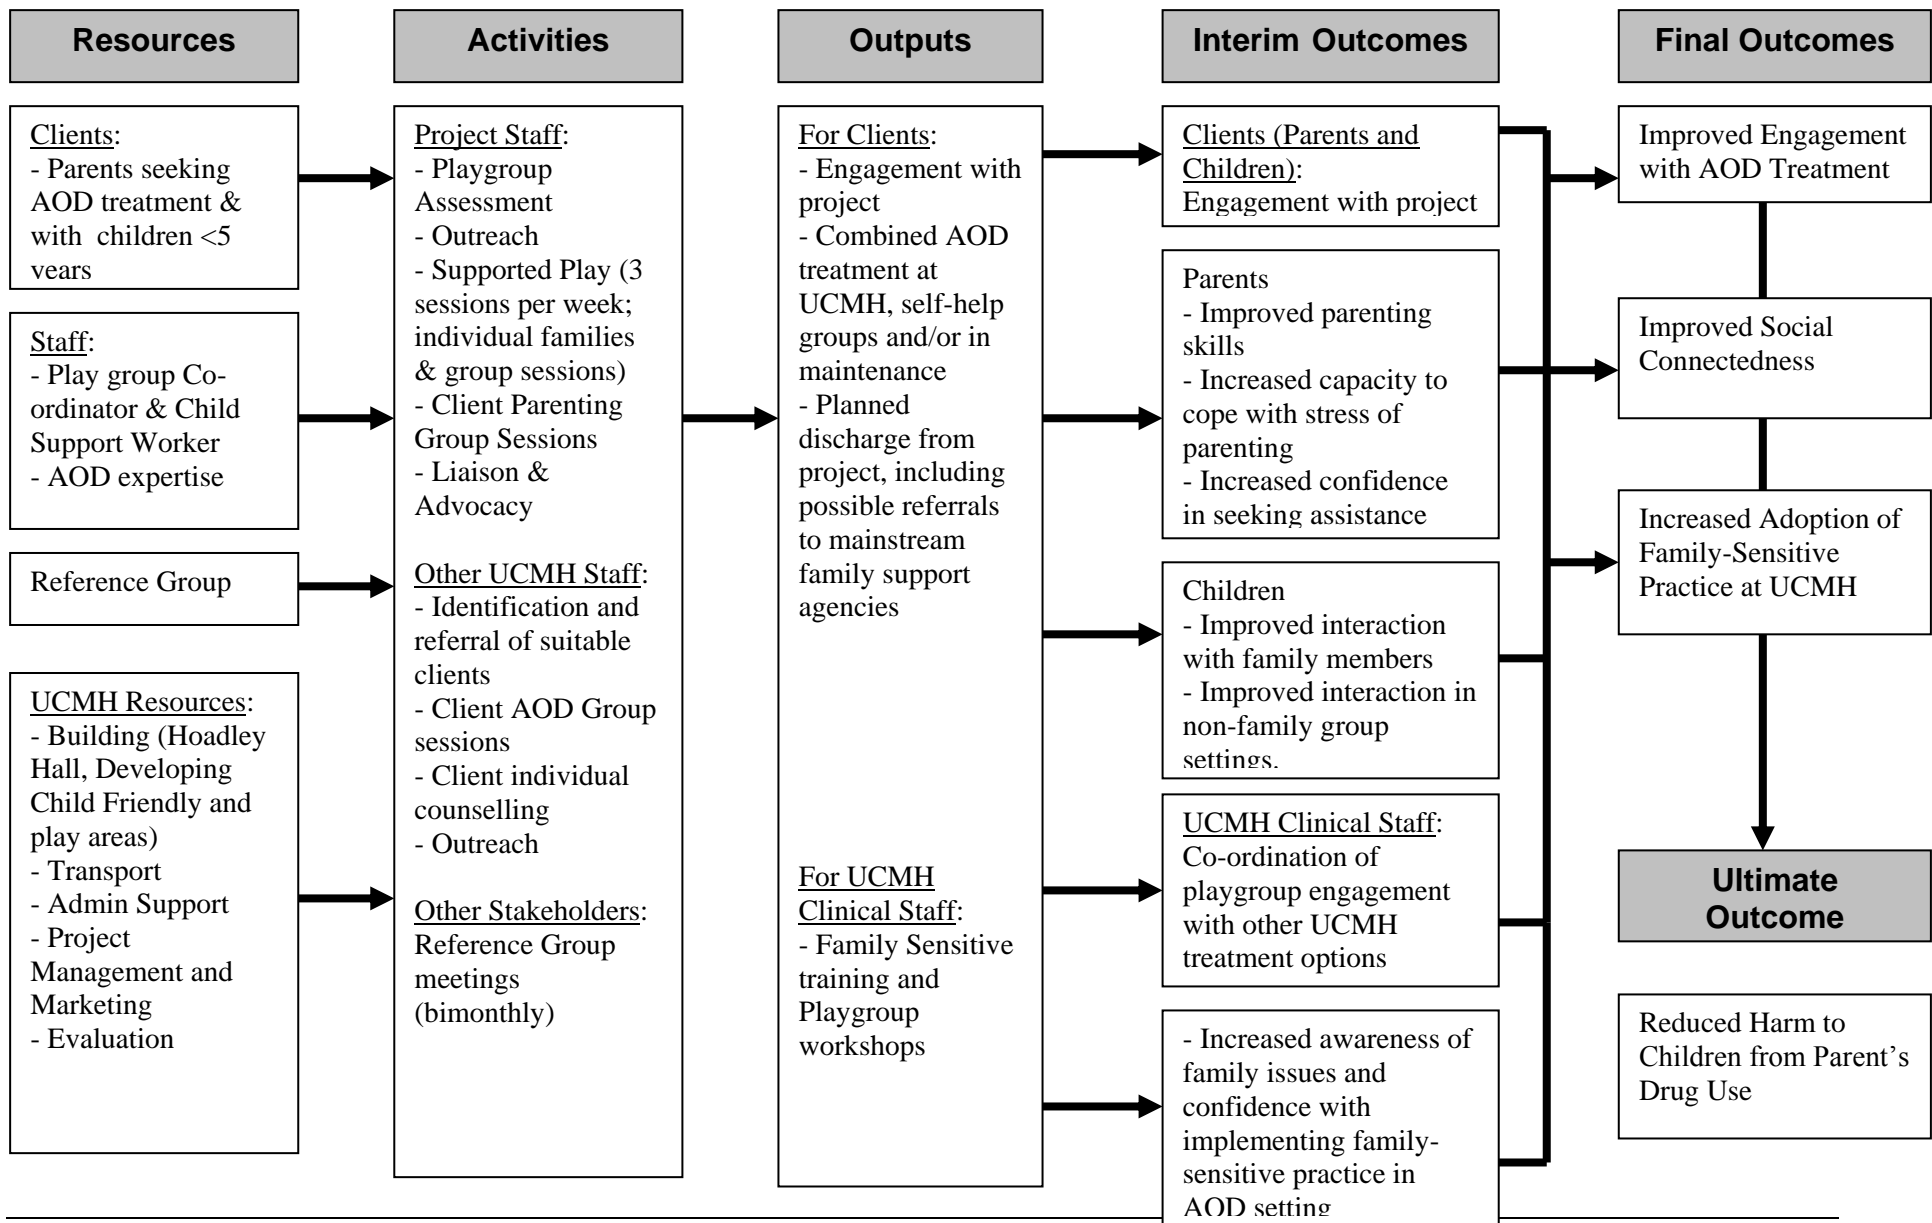 Resources
Activities
Outputs
Interim Outcomes
Final Outcomes
Clients:
- Parents seeking
AOD treatment &
with children <5
years
Staff:
- Play group Co-
ordinator & Child
Support Worker
- AOD expertise
Reference Group
UCMH Resources:
- Building (Hoadley
Hall, Developing
Child Friendly and
play areas)
- Transport
- Admin Support
- Project
Management and
Marketing
- Evaluation
Project Staff:
- Playgroup
Assessment
- Outreach
- Supported Play (3
sessions per week;
individual families
& group sessions)
- Client Parenting
Group Sessions
- Liaison &
Advocacy
Other UCMH Staff:
- Identification and
referral of suitable
clients
- Client AOD Group
sessions
- Client individual
counselling
- Outreach
Other Stakeholders:
Reference Group
meetings
(bimonthly)
For Clients:
- Engagement with
project
- Combined AOD
treatment at
UCMH, self-help
groups and/or in
maintenance
- Planned
discharge from
project, including
possible referrals
to mainstream
family support
agencies
For UCMH
Clinical Staff:
- Family Sensitive
training and
Playgroup
workshops
Clients (Parents and
Children):
Engagement with project
Parents
- Improved parenting
skills
- Increased capacity to
cope with stress of
parenting
- Increased confidence
in seeking assistance
Children
- Improved interaction
with family members
- Improved interaction in
non-family group
settings.
UCMH Clinical Staff:
Co-ordination of
playgroup engagement
with other UCMH
treatment options
- Increased awareness of
family issues and
confidence with
implementing family-
sensitive practice in
AOD setting
Improved Engagement
with AOD Treatment
Improved Social
Connectedness
Increased Adoption of
Family-Sensitive
Practice at UCMH
Ultimate
Outcome
Reduced Harm to
Children from Parent’s
Drug Use